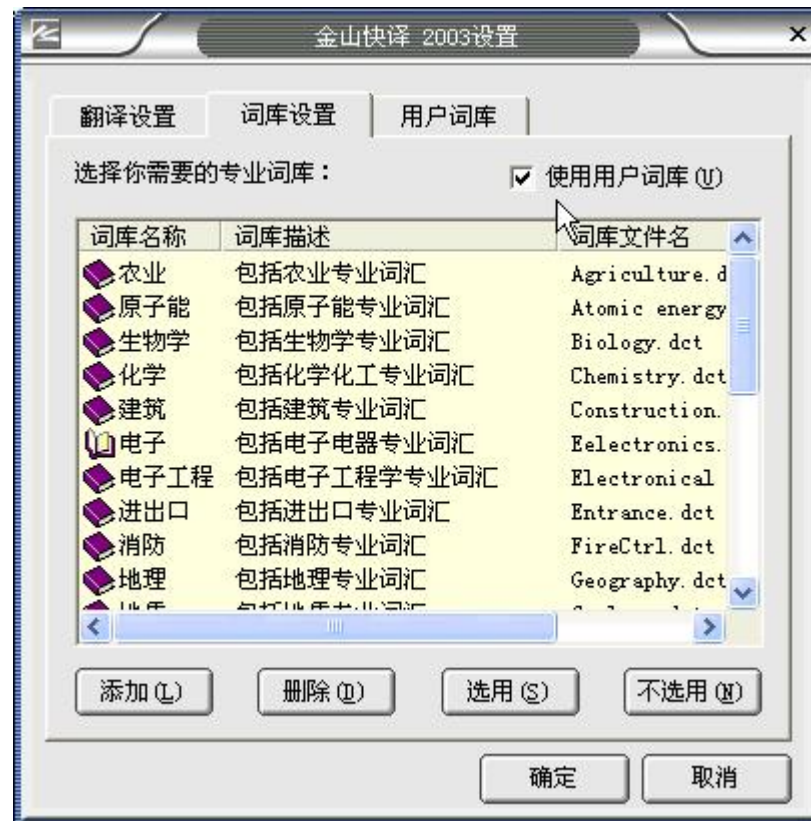 金山快译 2003设置
翻译设置 词库设置 用户词库
选择你需要的专业词库： 使用用户词库(U)
词库名称 词库描述 词库文件名
农业 包括农业专业词汇 Agriculture.d
原子能 包括原子能专业词汇 Atomic energy
生物学 包括生物学专业词汇 Biology.dct
化学 包括化学化工专业词汇 Chemistry.dct
建筑 包括建筑专业词汇 Construction.
电子 包括电子电器专业词汇 Eelectronics.
电子工程 包括电子工程学专业词汇 Electronical
进出口 包括进出口专业词汇 Entrance.dct
消防 包括消防专业词汇 FireCtrl.dct
地理 包括地理专业词汇 Geography.dct
添加(L) 删除(D) 选用(S) 不选用(N)
确定 取消